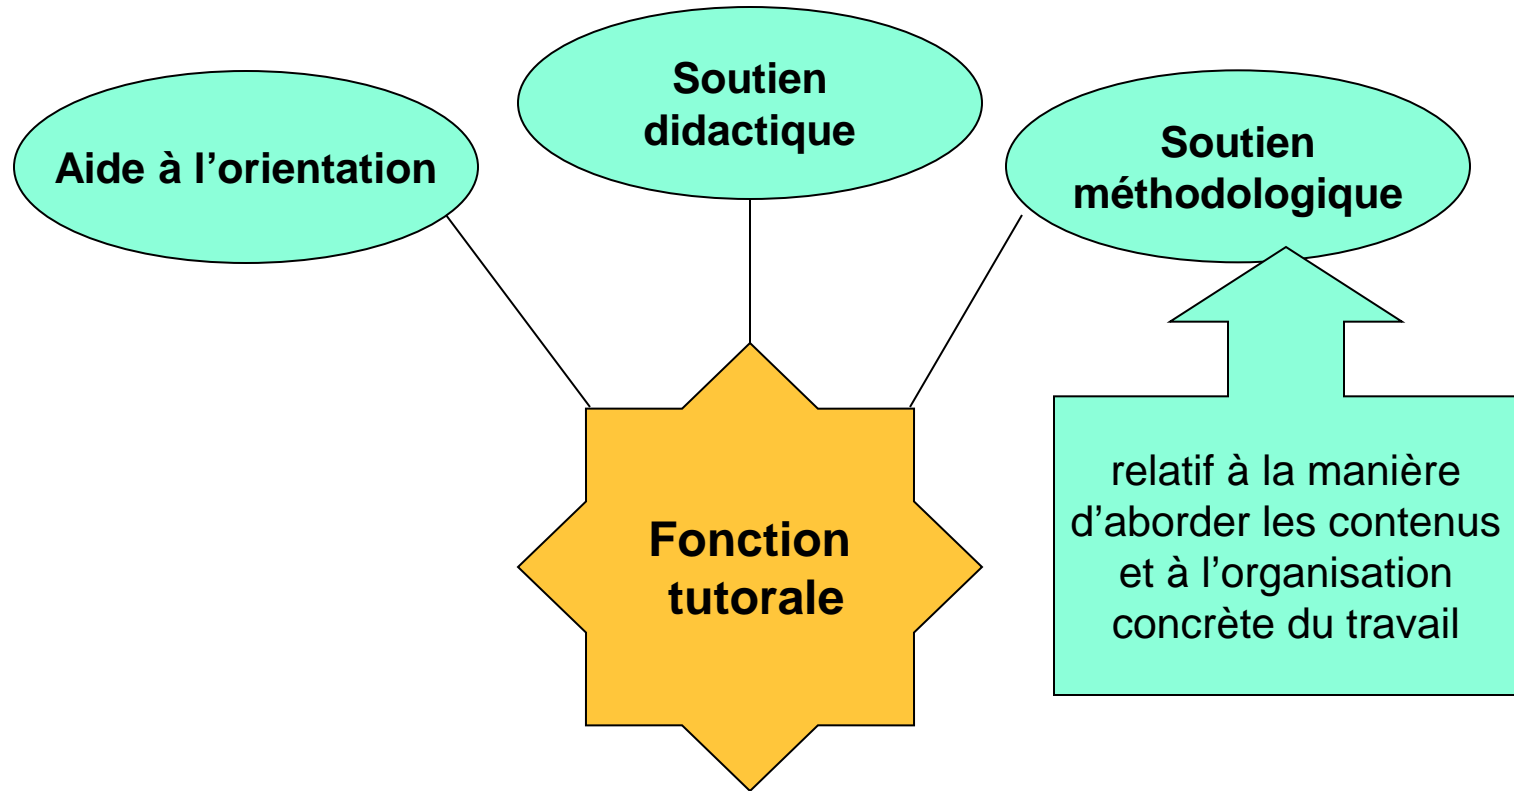 Aide à l’orientation
Soutien
didactique
Soutien
méthodologique
Fonction
tutorale
relatif à la manière
d’aborder les contenus
et à l’organisation
concrète du travail